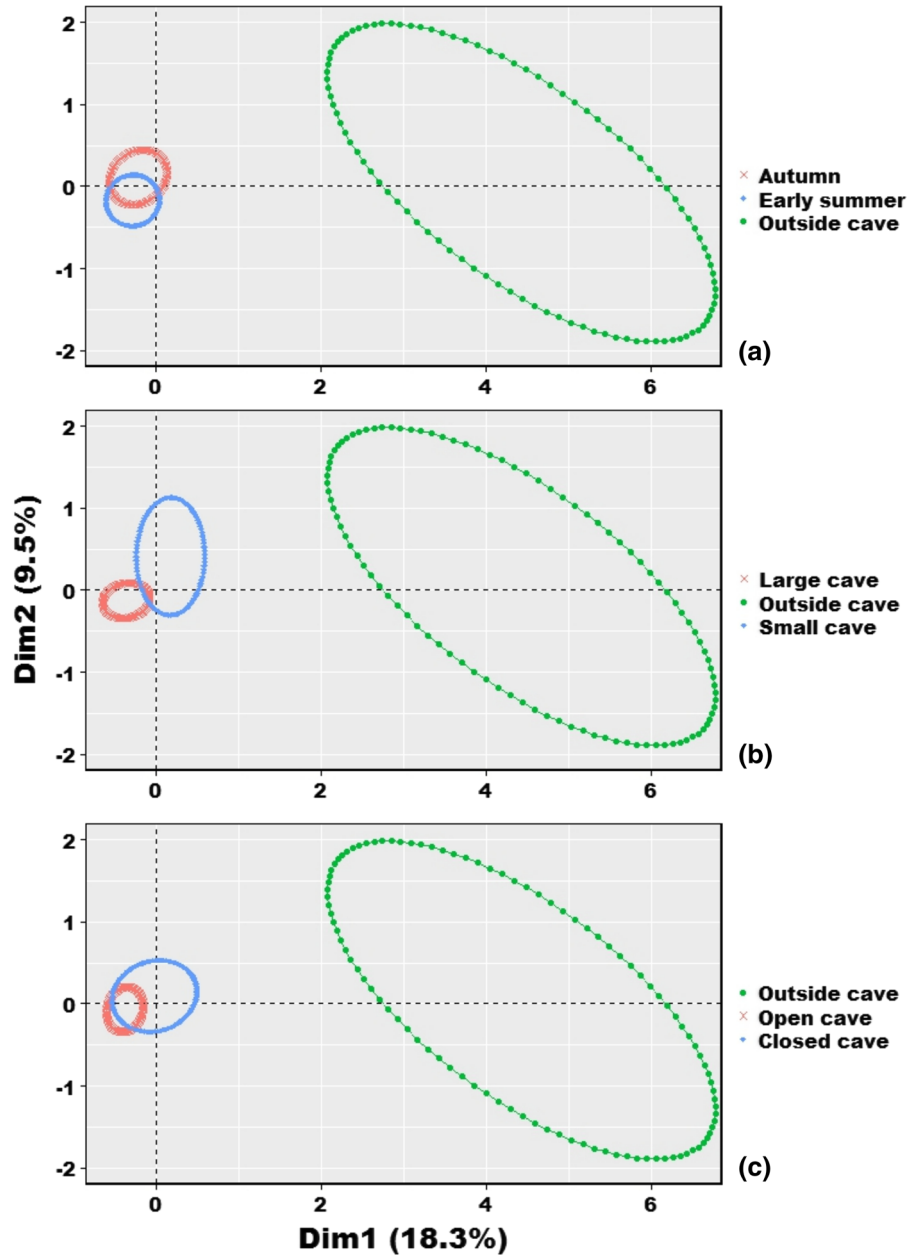 2
1
0
-1
-2
0
2
4
6
× Autumn
Early summer
Outside cave
(a)
2
1
0
-1
-2
0
2
4
6
× Large cave
Outside cave
Small cave
(b)
Dim2 (9.5%)
2
1
0
-1
-2
0
2
4
6
Outside cave
× Open cave
Closed cave
(c)
Dim1 (18.3%)